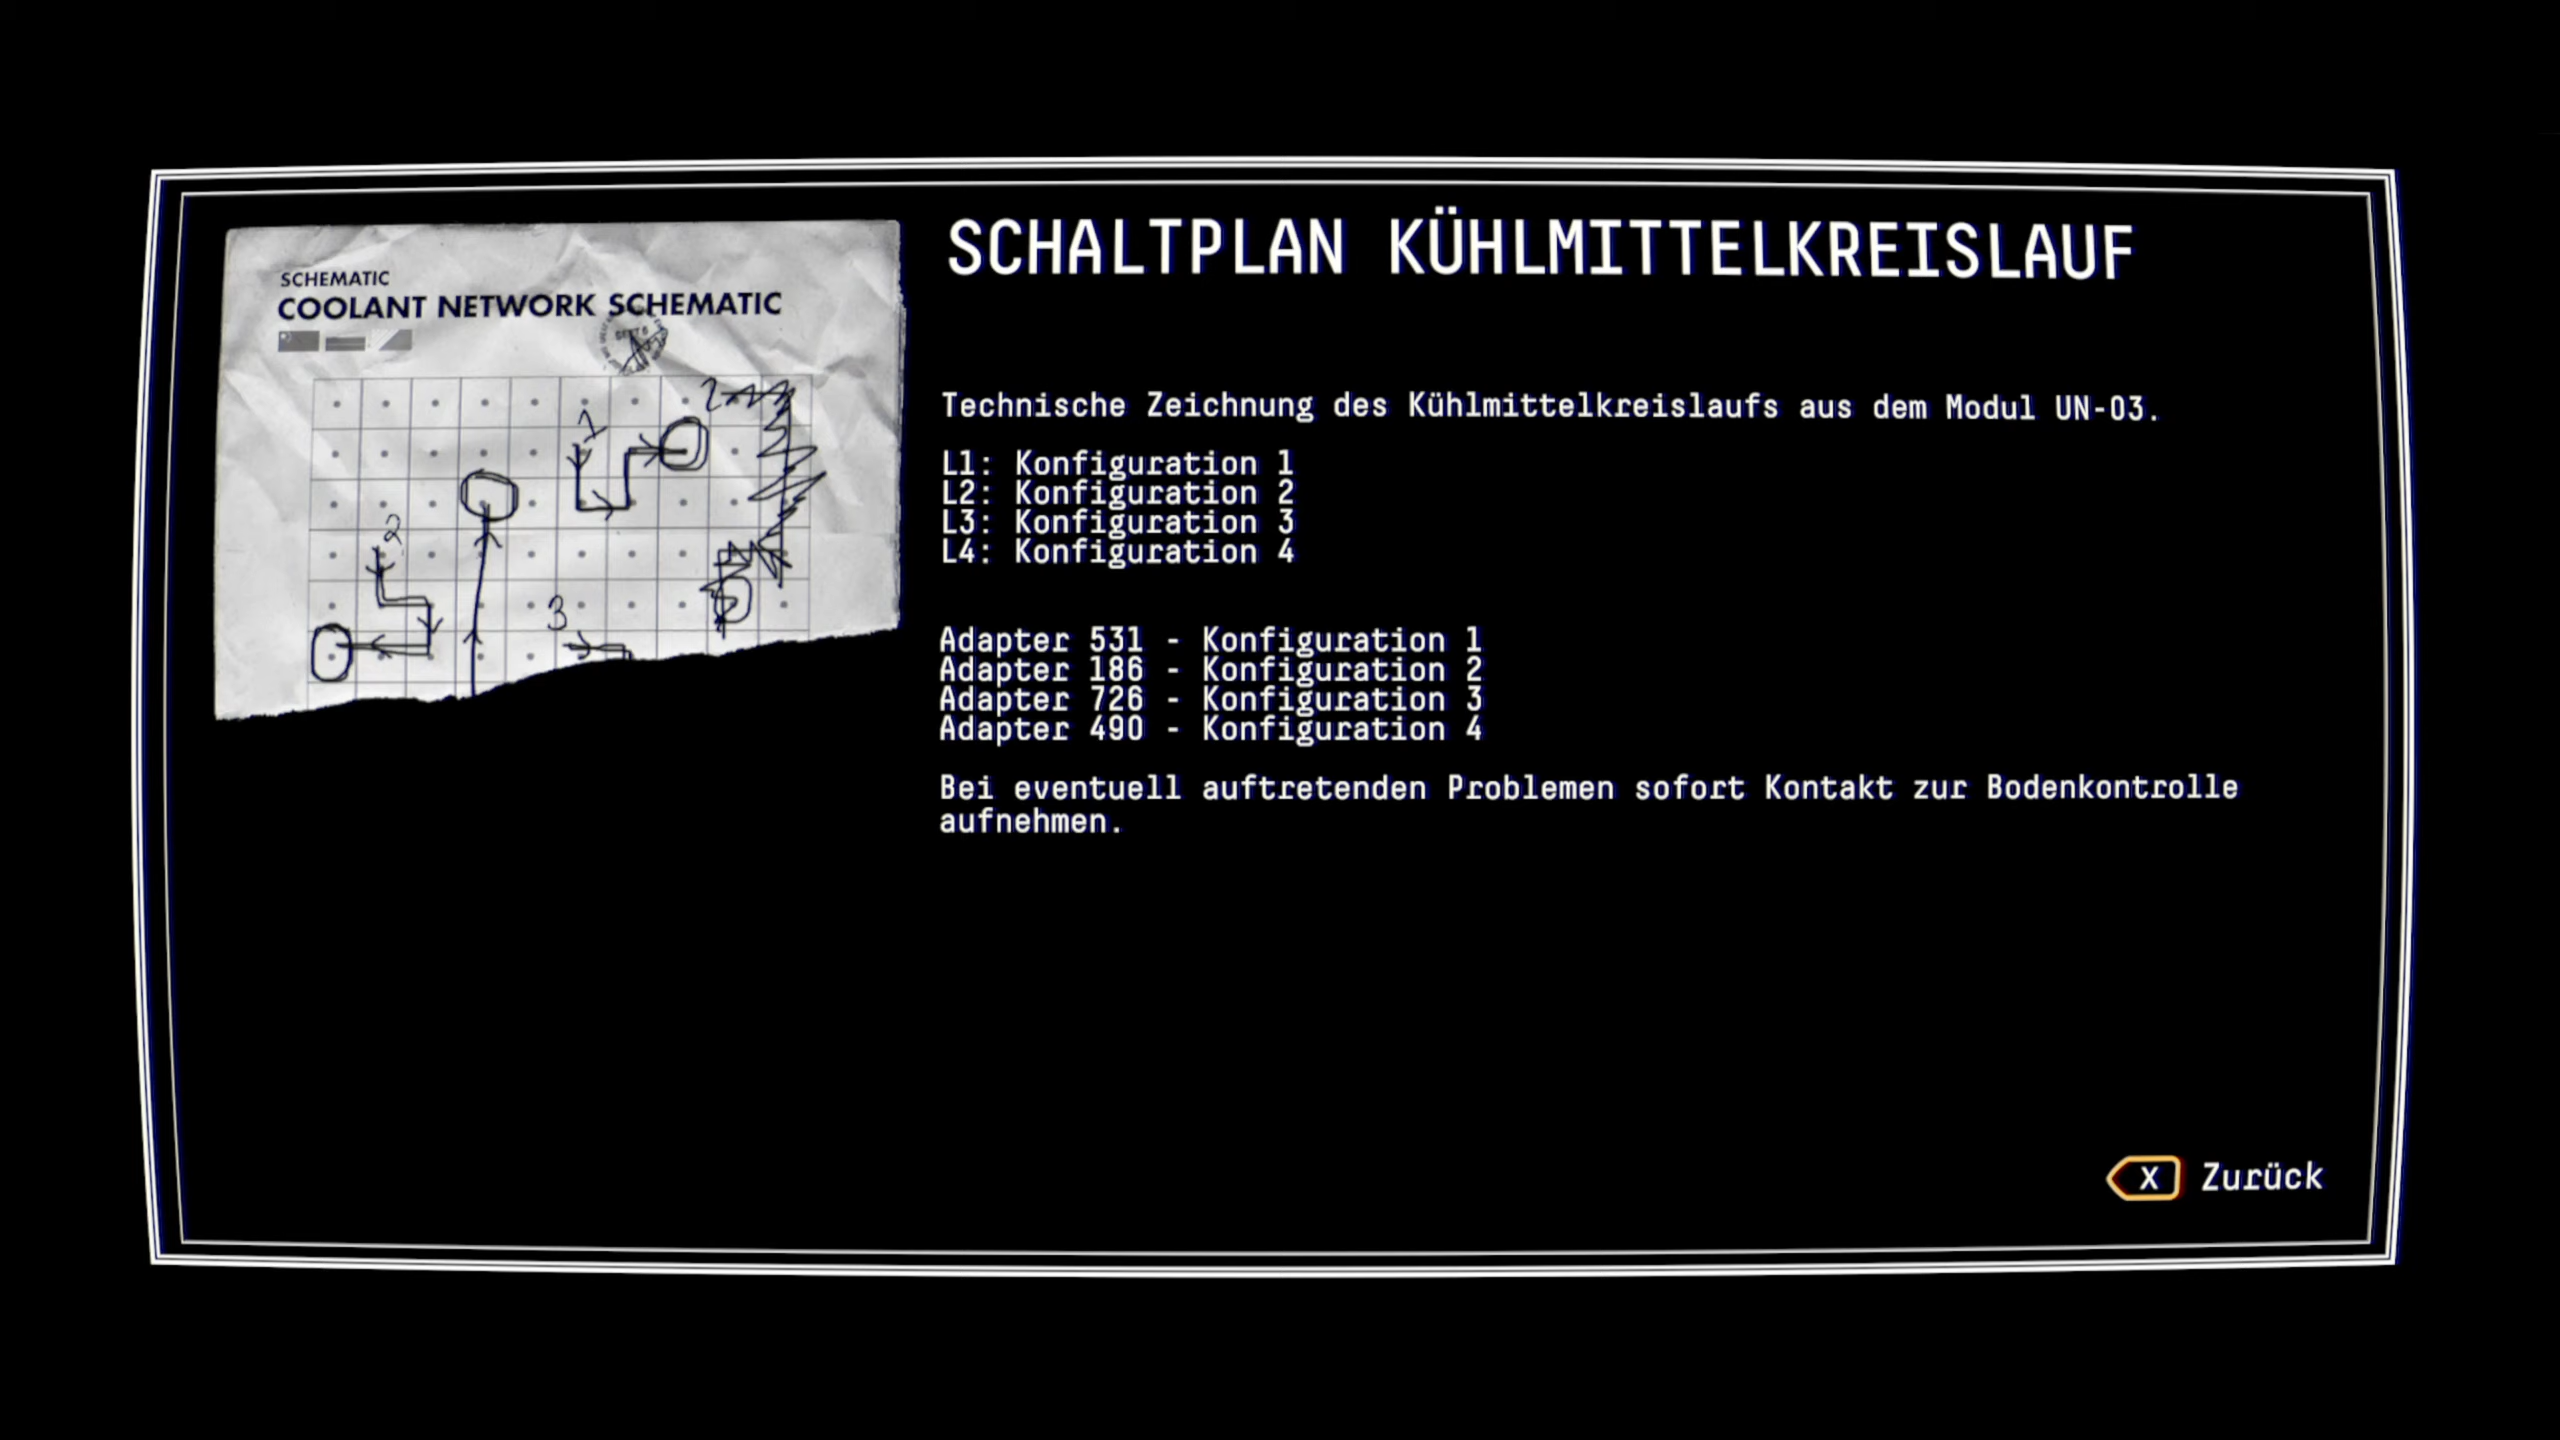 SCHEMATIC
COOLANT NETWORK SCHEMATIC
1
2
2
3
SCHALTPLAN KÜHLMITTELKREISLAUF
Technische Zeichnung des Kühlmittelkreislaufs aus dem Modul UN-03.
L1: Konfiguration 1
L2: Konfiguration 2
L3: Konfiguration 3
L4: Konfiguration 4
Adapter 531 - Konfiguration 1
Adapter 186 - Konfiguration 2
Adapter 726 - Konfiguration 3
Adapter 490 - Konfiguration 4
Bei eventuell auftretenden Problemen sofort Kontakt zur Bodenkontrolle
aufnehmen.
X Zurück